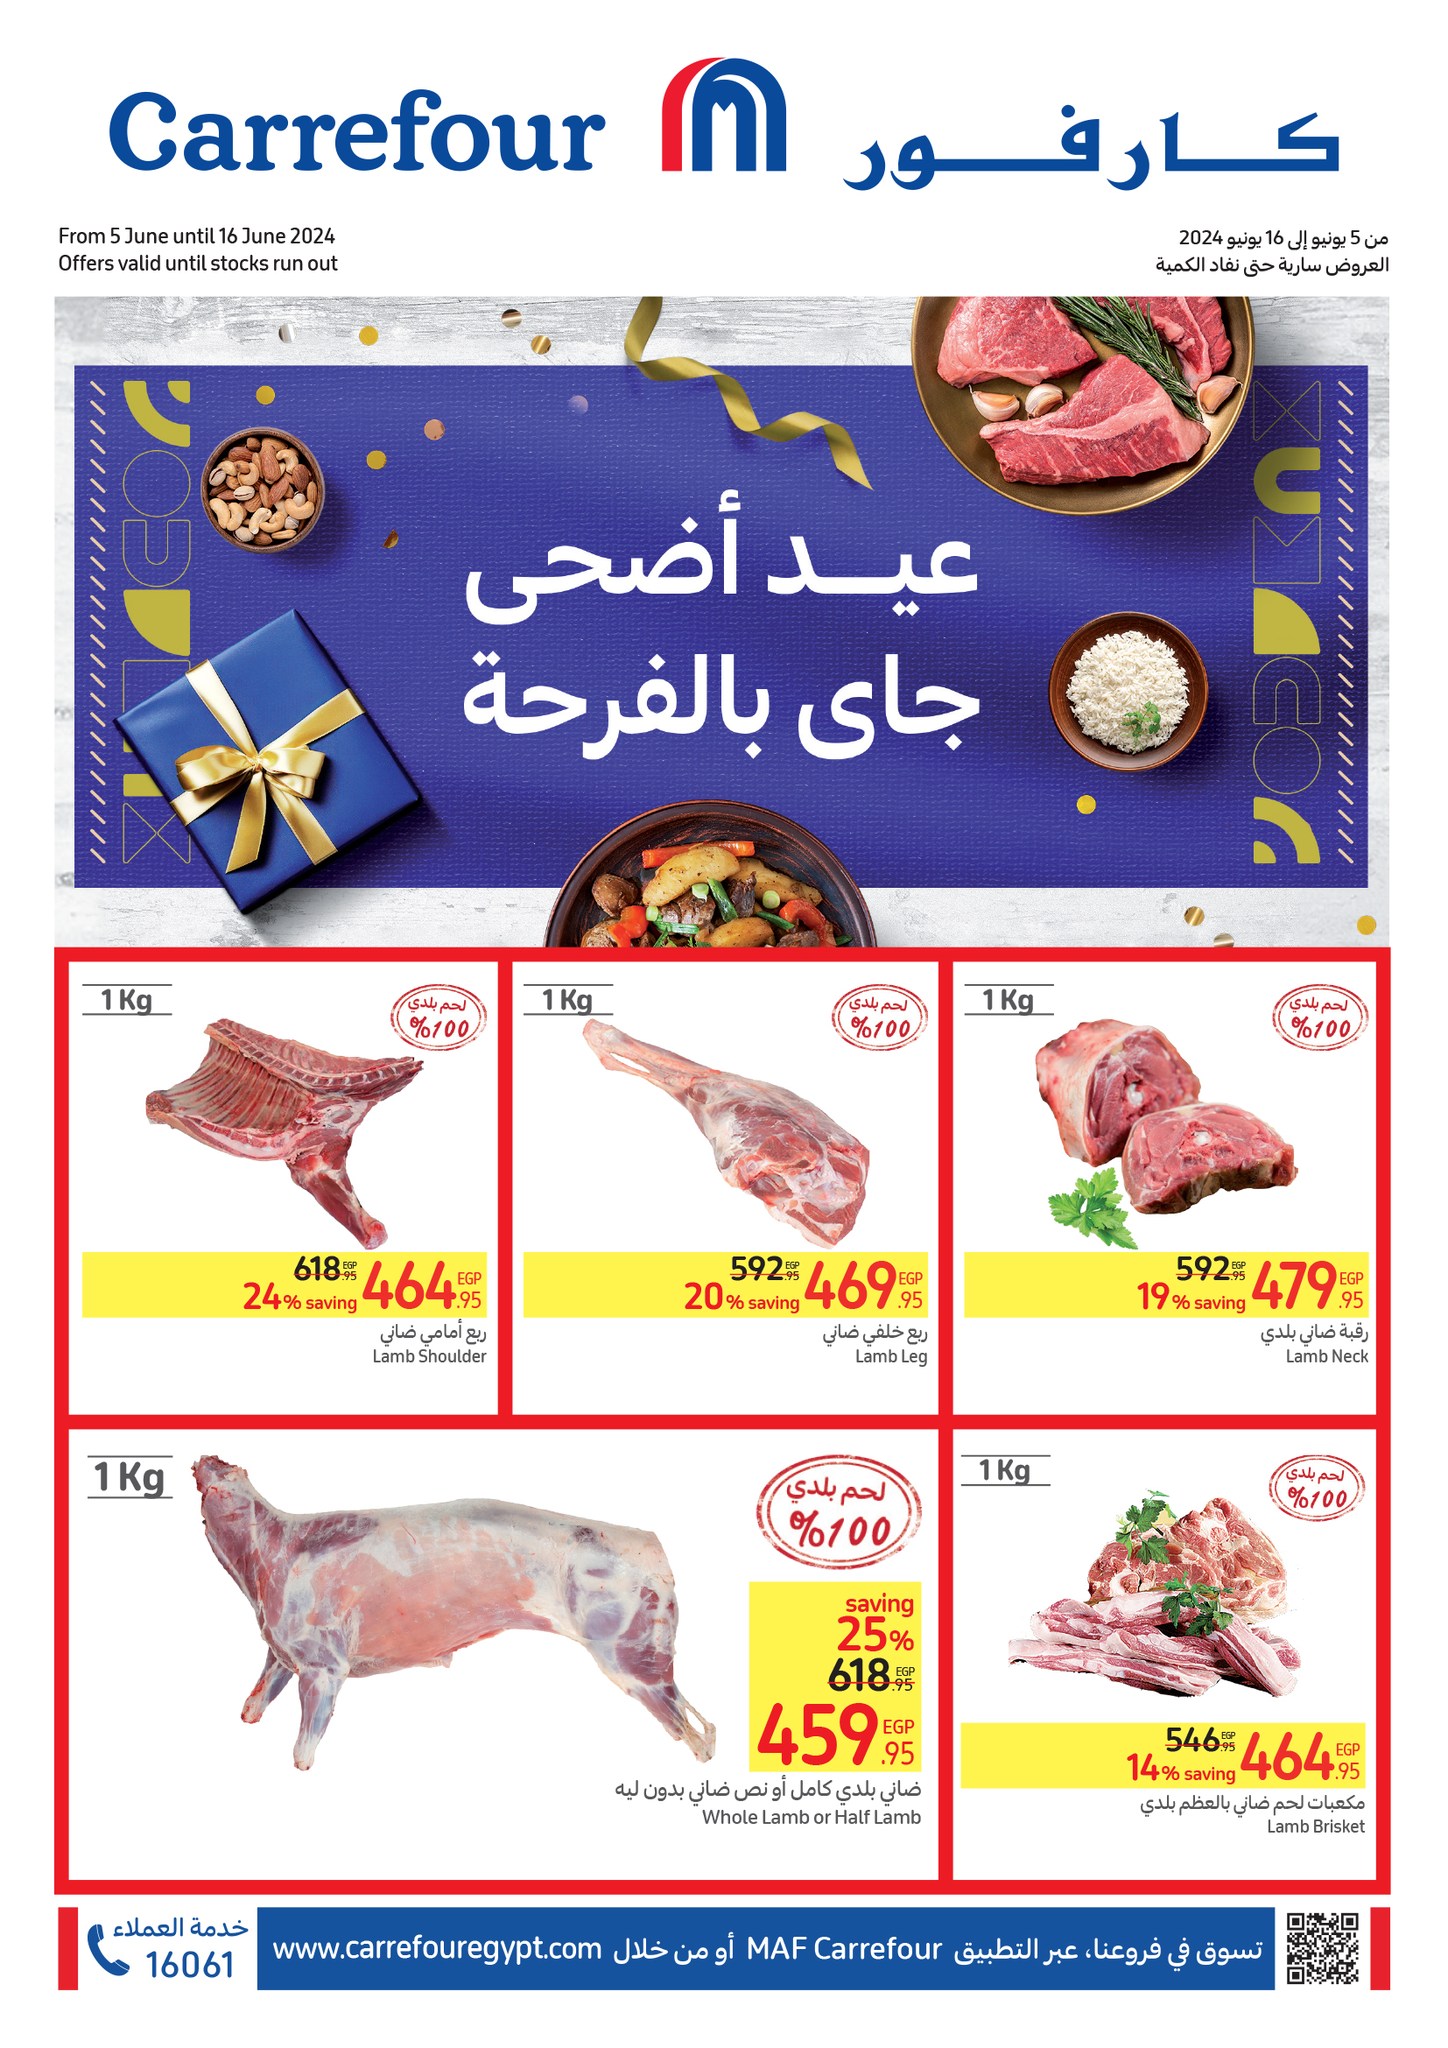 Carrefour
كارفور
From 5 June until 16 June 2024
Offers valid until stocks run out
من 5 يونيو إلى 16 يونيو 2024
العروض سارية حتى نفاد الكمية
عيد أضحى
جاى بالفرحة
1 Kg
لحم بلدي
%100
618.95 EGP
24% saving
464.95 EGP
ربع أمامي ضاني
Lamb Shoulder
1 Kg
لحم بلدي
%100
592.95 EGP
20% saving
469.95 EGP
ربع خلفي ضاني
Lamb Leg
1 Kg
لحم بلدي
%100
592.95 EGP
19% saving
479.95 EGP
رقبة ضاني بلدي
Lamb Neck
1 Kg
لحم بلدي
%100
saving
25%
618.95 EGP
459.95 EGP
ضاني بلدي كامل أو نص ضاني بدون ليه
Whole Lamb or Half Lamb
1 Kg
لحم بلدي
%100
546.95 EGP
14% saving
464.95 EGP
مكعبات لحم ضاني بالعظم بلدي
Lamb Brisket
خدمة العملاء
16061
تسوق في فروعنا، عبر التطبيق MAF Carrefour أو من خلال www.carrefouregypt.com